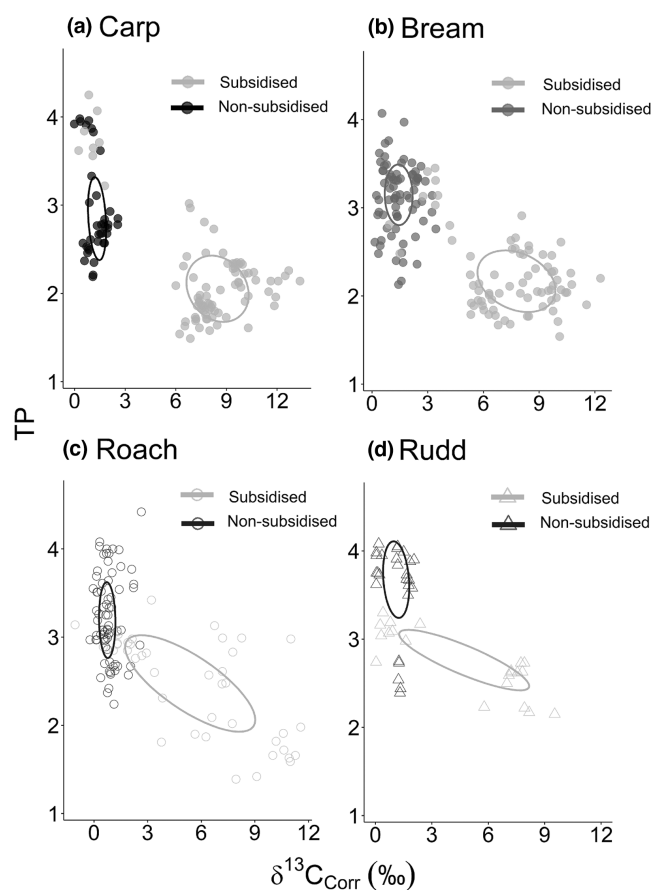 (a) Carp
Subsidised
Non-subsidised
4
3
2
1
0 3 6 9 12
(b) Bream
Subsidised
Non-subsidised
4
3
2
1
0 3 6 9 12
TP
(c) Roach
Subsidised
Non-subsidised
4
3
2
1
0 3 6 9 12
(d) Rudd
Subsidised
Non-subsidised
4
3
2
1
0 3 6 9 12
δ¹³C_Corr (‰)